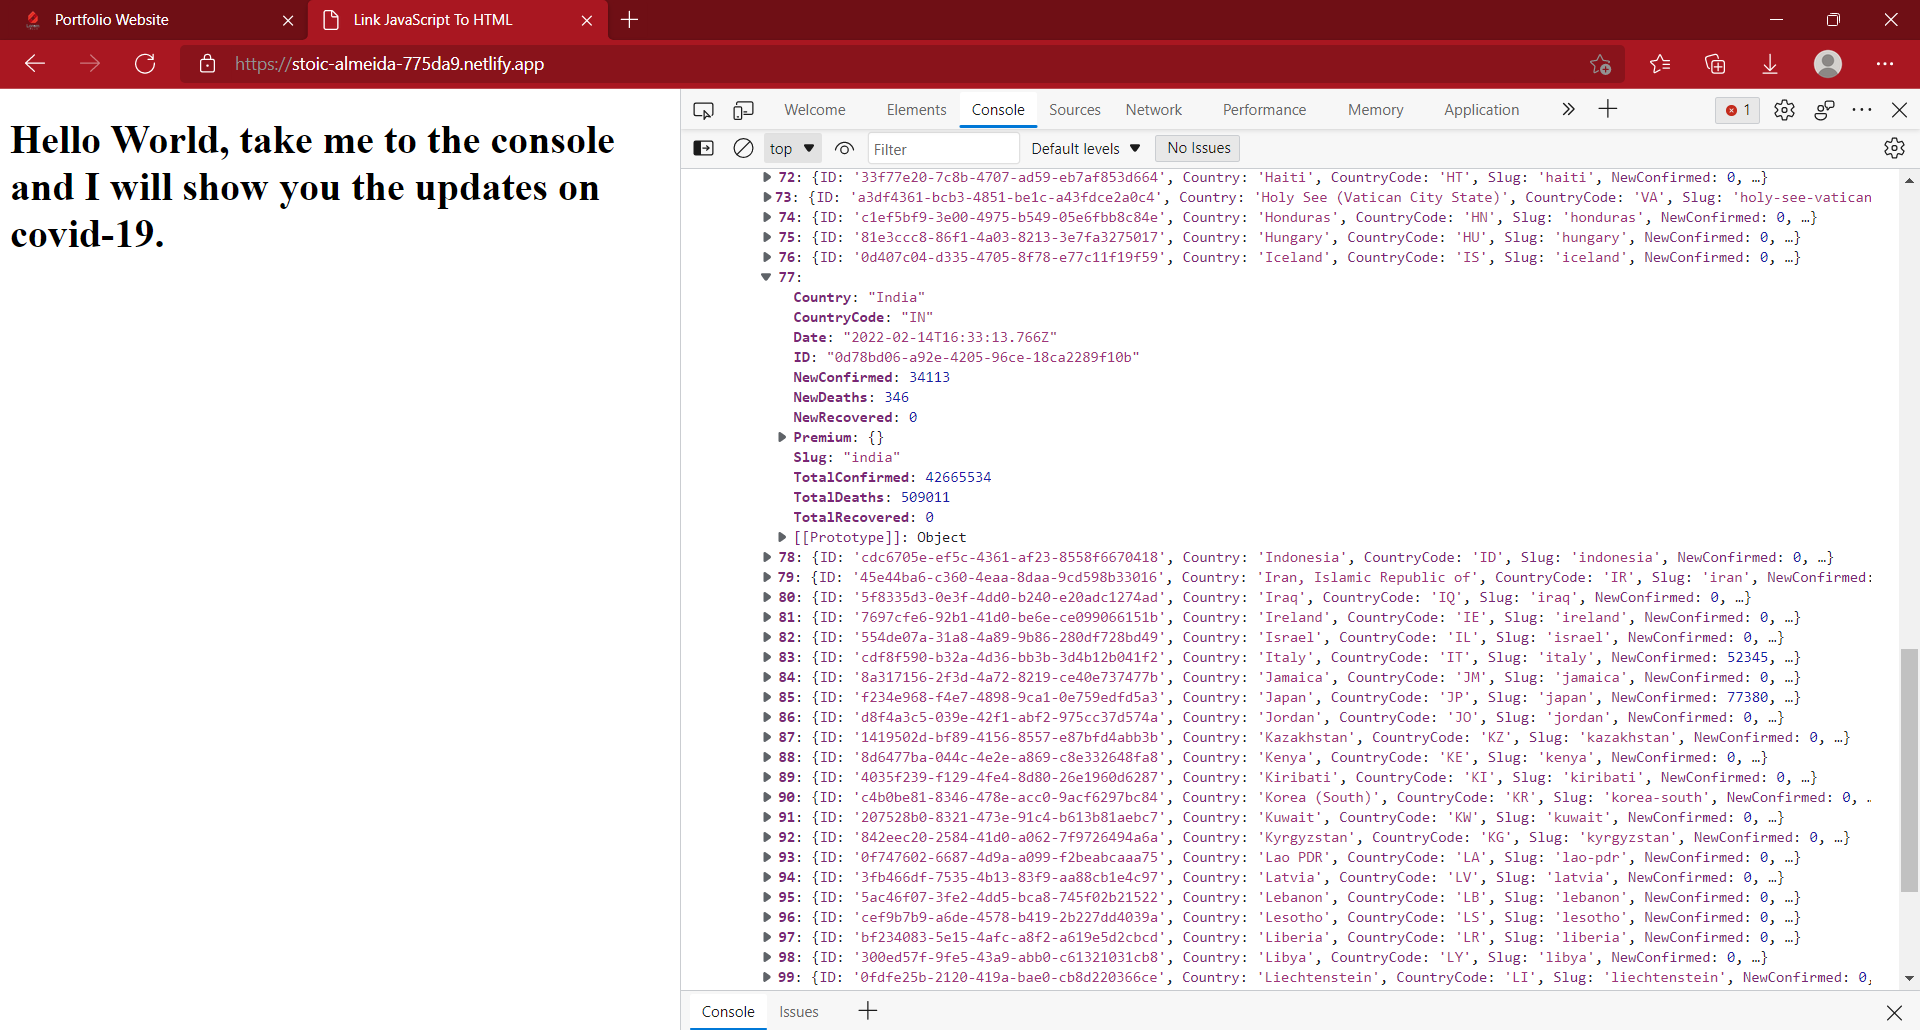 Portfolio Website
Link JavaScript To HTML
https://stoic-almeida-775da9.netlify.app
Hello World, take me to the console
and I will show you the updates on
covid-19.
Welcome Elements Console Sources Network Performance Memory Application 1
top Filter Default levels No Issues
72: {ID: '33f77e20-7c8b-4707-ad59-eb7af853d664', Country: 'Haiti', CountryCode: 'HT', Slug: 'haiti', NewConfirmed: 0, …}
73: {ID: 'a3df4361-bcb3-4851-be1c-a43fdce2a0c4', Country: 'Holy See (Vatican City State)', CountryCode: 'VA', Slug: 'holy-see-vatican
74: {ID: 'c1ef5bf9-3e00-4975-b549-05e6fbb8c84e', Country: 'Honduras', CountryCode: 'HN', Slug: 'honduras', NewConfirmed: 0, …}
75: {ID: '81e3ccc8-86f1-4a03-8213-3e7fa3275017', Country: 'Hungary', CountryCode: 'HU', Slug: 'hungary', NewConfirmed: 0, …}
76: {ID: '0d407c04-d335-4705-8f78-e77c11f19f59', Country: 'Iceland', CountryCode: 'IS', Slug: 'iceland', NewConfirmed: 0, …}
77:
Country: "India"
CountryCode: "IN"
Date: "2022-02-14T16:33:13.766Z"
ID: "0d78bd06-a92e-4205-96ce-18ca2289f10b"
NewConfirmed: 34113
NewDeaths: 346
NewRecovered: 0
Premium: {}
Slug: "india"
TotalConfirmed: 42665534
TotalDeaths: 509011
TotalRecovered: 0
[[Prototype]]: Object
78: {ID: 'cdc6705e-ef5c-4361-af23-8558f6670418', Country: 'Indonesia', CountryCode: 'ID', Slug: 'indonesia', NewConfirmed: 0, …}
79: {ID: '45e44ba6-c360-4eaa-8daa-9cd598b33016', Country: 'Iran, Islamic Republic of', CountryCode: 'IR', Slug: 'iran', NewConfirmed:
80: {ID: '5f8335d3-0e3f-4dd0-b240-e20adc1274ad', Country: 'Iraq', CountryCode: 'IQ', Slug: 'iraq', NewConfirmed: 0, …}
81: {ID: '7697cfe6-92b1-41d0-be6e-ce099066151b', Country: 'Ireland', CountryCode: 'IE', Slug: 'ireland', NewConfirmed: 0, …}
82: {ID: '554de07a-31a8-4a89-9b86-280df728bd49', Country: 'Israel', CountryCode: 'IL', Slug: 'israel', NewConfirmed: 0, …}
83: {ID: 'cdf8f590-b32a-4d36-bb3b-3d4b12b041f2', Country: 'Italy', CountryCode: 'IT', Slug: 'italy', NewConfirmed: 52345, …}
84: {ID: '8a317156-2f3d-4a72-8219-ce40e737477b', Country: 'Jamaica', CountryCode: 'JM', Slug: 'jamaica', NewConfirmed: 0, …}
85: {ID: 'f234e968-f4e7-4898-9ca1-0e759edfd5a3', Country: 'Japan', CountryCode: 'JP', Slug: 'japan', NewConfirmed: 77380, …}
86: {ID: 'd8f4a3c5-039e-42f1-abf2-975cc37d574a', Country: 'Jordan', CountryCode: 'JO', Slug: 'jordan', NewConfirmed: 0, …}
87: {ID: '1419502d-bf89-4156-8557-e87bfd4abb3b', Country: 'Kazakhstan', CountryCode: 'KZ', Slug: 'kazakhstan', NewConfirmed: 0, …}
88: {ID: '8d6477ba-044c-4e2e-a869-c8e332648fa8', Country: 'Kenya', CountryCode: 'KE', Slug: 'kenya', NewConfirmed: 0, …}
89: {ID: '4035f239-f129-4fe4-8d80-26e1960d6287', Country: 'Kiribati', CountryCode: 'KI', Slug: 'kiribati', NewConfirmed: 0, …}
90: {ID: 'c4b0be81-8346-478e-acc0-9acf6297bc84', Country: 'Korea (South)', CountryCode: 'KR', Slug: 'korea-south', NewConfirmed: 0, .
91: {ID: '207528b0-8321-473e-91c4-b613b81aebc7', Country: 'Kuwait', CountryCode: 'KW', Slug: 'kuwait', NewConfirmed: 0, …}
92: {ID: '842eec20-2584-41d0-a062-7f9726494a6a', Country: 'Kyrgyzstan', CountryCode: 'KG', Slug: 'kyrgyzstan', NewConfirmed: 0, …}
93: {ID: '0f747602-6687-4d9a-a099-f2beabcaaa75', Country: 'Lao PDR', CountryCode: 'LA', Slug: 'lao-pdr', NewConfirmed: 0, …}
94: {ID: '3fb466df-7535-4b13-83f9-aa88cb1e4c97', Country: 'Latvia', CountryCode: 'LV', Slug: 'latvia', NewConfirmed: 0, …}
95: {ID: '5ac46f07-3fe2-4dd5-bca8-745f02b21522', Country: 'Lebanon', CountryCode: 'LB', Slug: 'lebanon', NewConfirmed: 0, …}
96: {ID: 'cef9b7b9-a6de-4578-b419-2b227dd4039a', Country: 'Lesotho', CountryCode: 'LS', Slug: 'lesotho', NewConfirmed: 0, …}
97: {ID: 'bf234083-5e15-4afc-a8f2-a619e5d2cbcd', Country: 'Liberia', CountryCode: 'LR', Slug: 'liberia', NewConfirmed: 0, …}
98: {ID: '300ed57f-9fe5-43a9-abb0-c61321031cb8', Country: 'Libya', CountryCode: 'LY', Slug: 'libya', NewConfirmed: 0, …}
99: {ID: '0fdfe25b-2120-419a-bae0-cb8d220366ce', Country: 'Liechtenstein', CountryCode: 'LI', Slug: 'liechtenstein', NewConfirmed: 0,
Console Issues